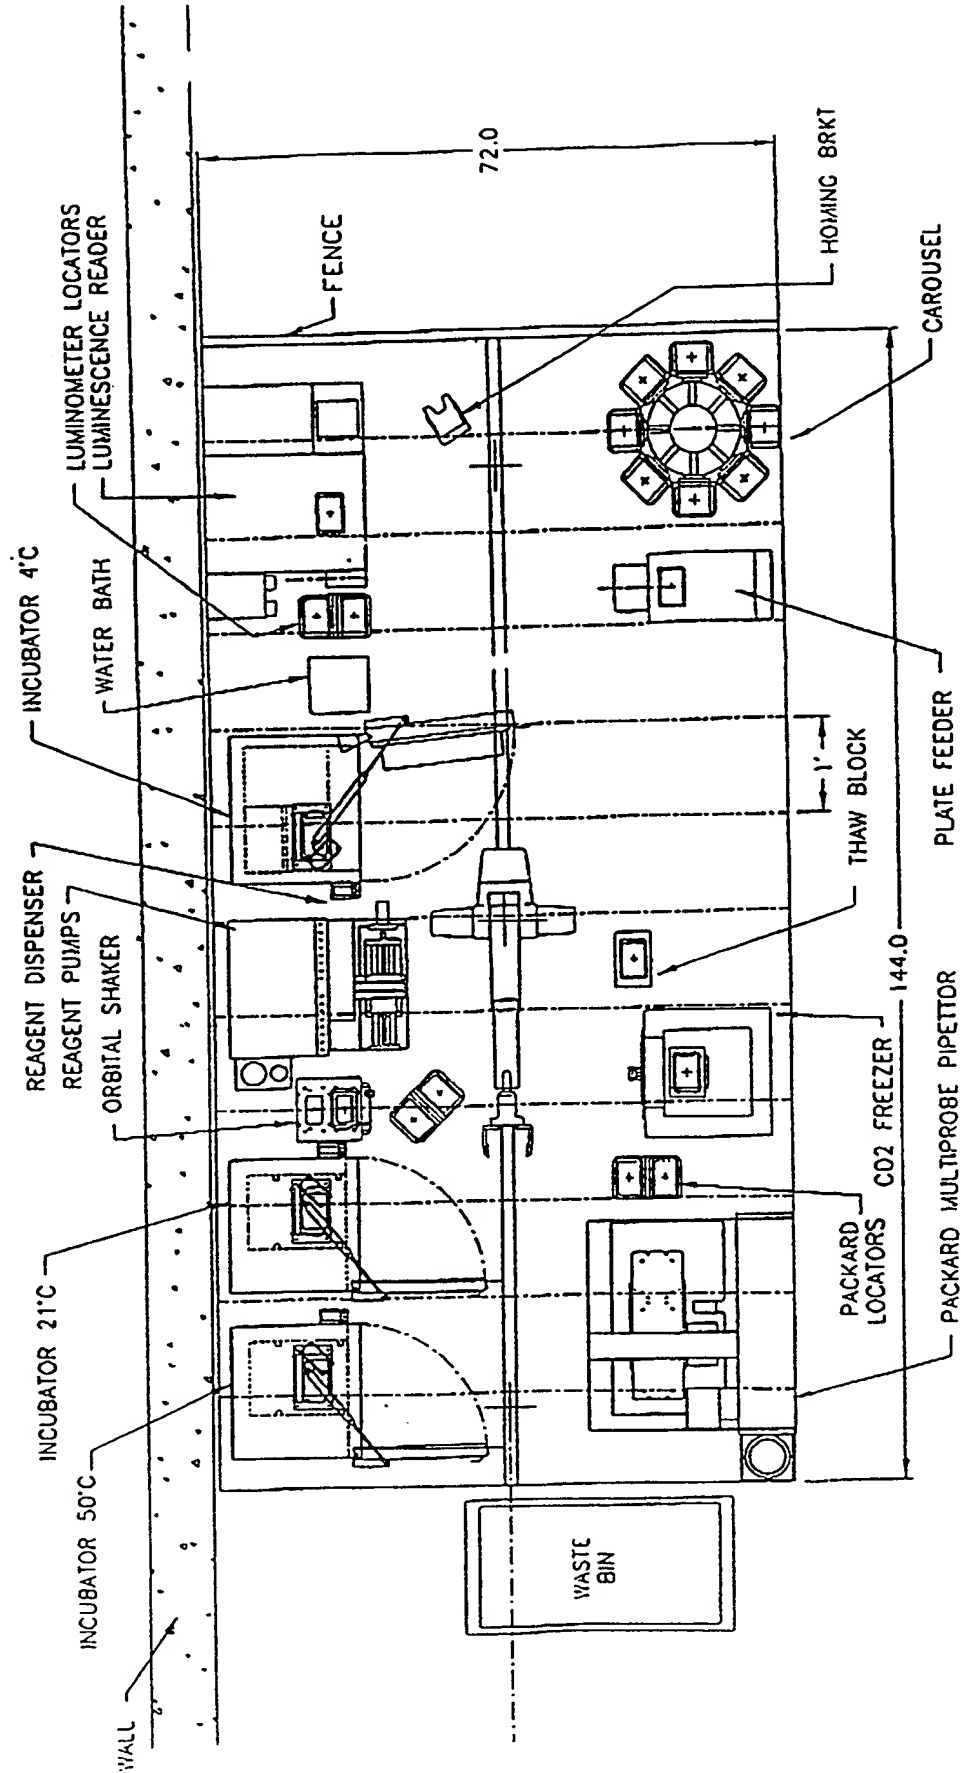 WALL
INCUBATOR 50°C
INCUBATOR 21°C
ORBITAL SHAKER
REAGENT PUMPS
REAGENT DISPENSER
INCUBATOR 4°C
WATER BATH
LUMINOMETER LOCATORS
LUMINESCENCE READER
FENCE
72.0
HOMING BRKT
CAROUSEL
1'
THAW BLOCK
PLATE FEEDER
144.0
CO2 FREEZER
PACKARD
LOCATORS
PACKARD MULTIPROBE PIPETTOR
WASTE
BIN